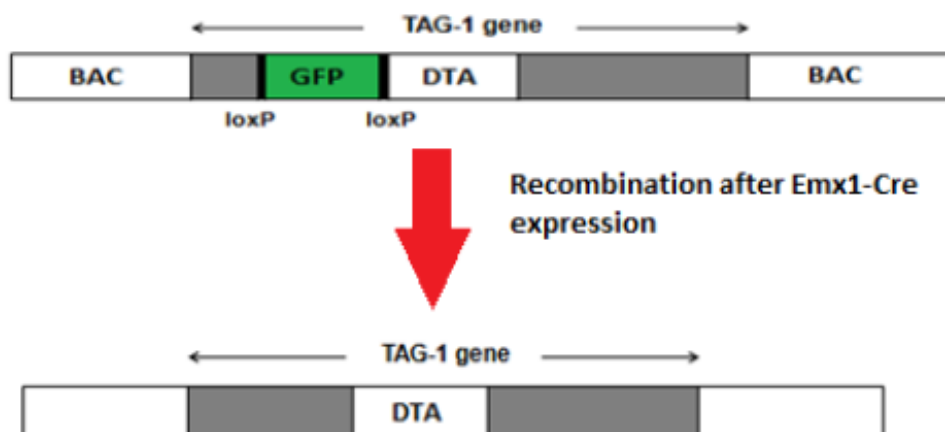 TAG-1 gene
BAC GFP DTA BAC
loxP loxP
Recombination after Emx1-Cre
expression
TAG-1 gene
DTA